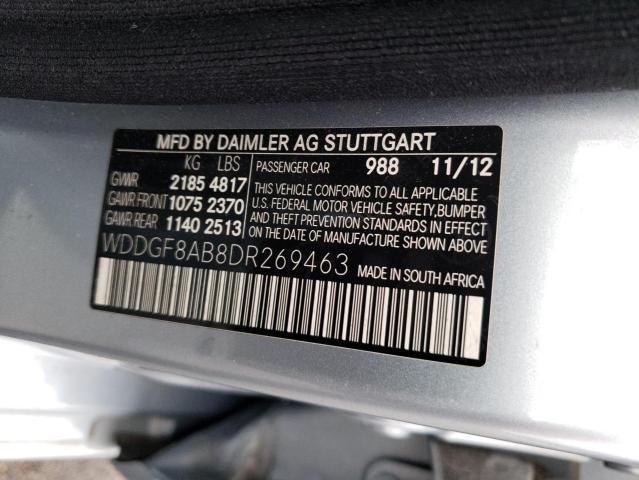 MFD BY DAIMLER AG STUTTGART
KG LBS
GVWR 2185 4817
GAWR FRONT 1075 2370
GAWR REAR 1140 2513
PASSENGER CAR 988 11/12
THIS VEHICLE CONFORMS TO ALL APPLICABLE
U.S. FEDERAL MOTOR VEHICLE SAFETY, BUMPER
AND THEFT PREVENTION STANDARDS IN EFFECT
ON THE DATE OF MANUFACTURE SHOWN ABOVE.
WDDGF8AB8DR269463
MADE IN SOUTH AFRICA